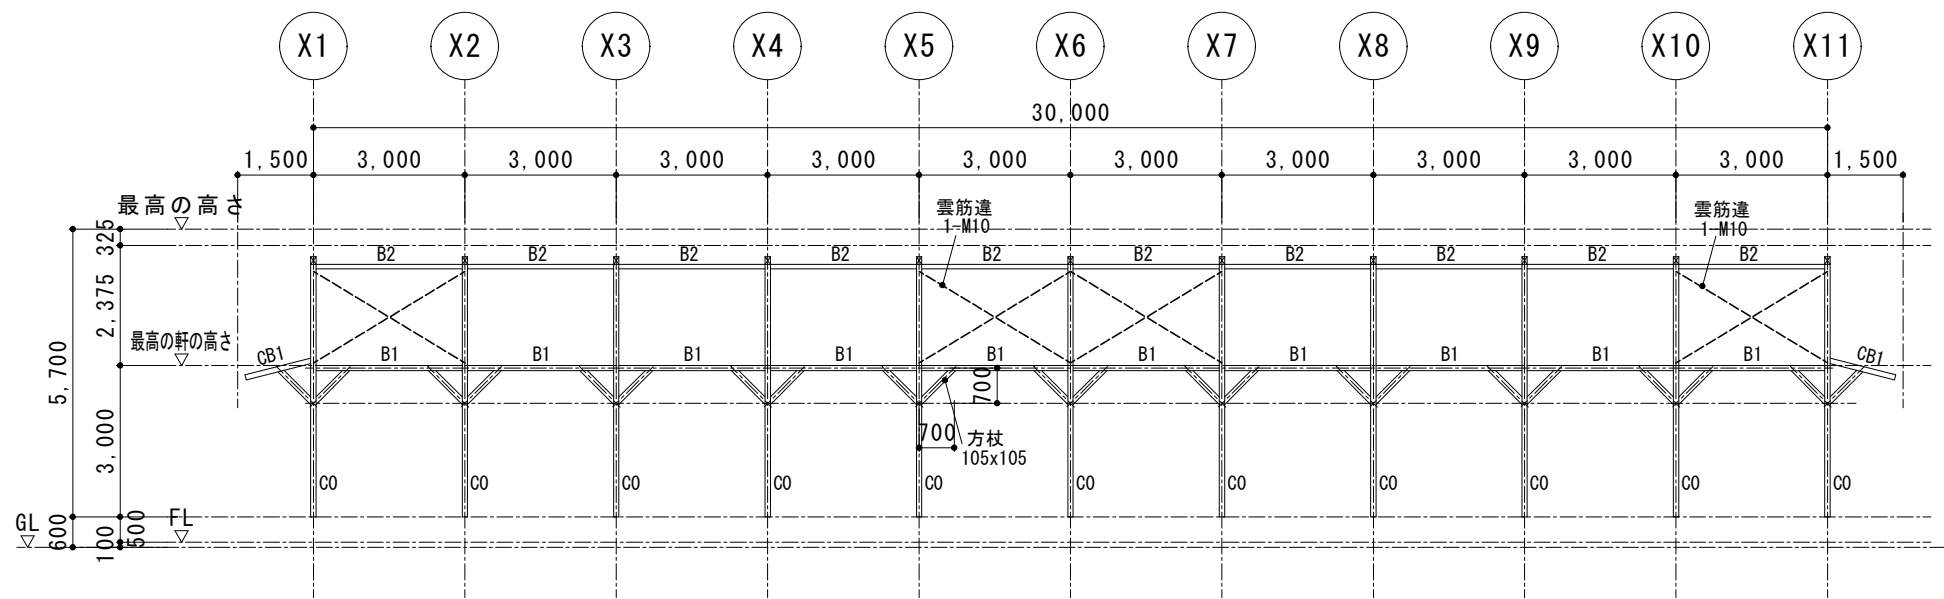 X1 X2 X3 X4 X5 X6 X7 X8 X9 X10 X11
30,000
1,500 3,000 3,000 3,000 3,000 3,000 3,000 3,000 3,000 3,000 3,000 1,500
最高の高さ
325
雲筋違
1-M10
雲筋違
1-M10
B2 B2 B2 B2 B2 B2 B2 B2 B2 B2
2,375
最高の軒の高さ
CB1 B1 B1 B1 B1 B1 B1 B1 B1 B1 B1 CB1
5,700
700
3,000
700
方杖
105x105
CO CO CO CO CO CO CO CO CO CO CO
GL
600
100
500
FL